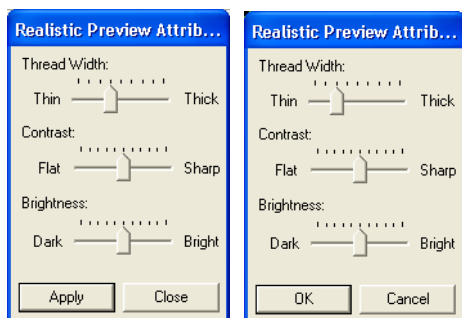 Realistic Preview Attrib...
Thread Width:
Thin Thick
Contrast:
Flat Sharp
Brightness:
Dark Bright
Apply Close
Realistic Preview Attrib...
Thread Width:
Thin Thick
Contrast:
Flat Sharp
Brightness:
Dark Bright
OK Cancel